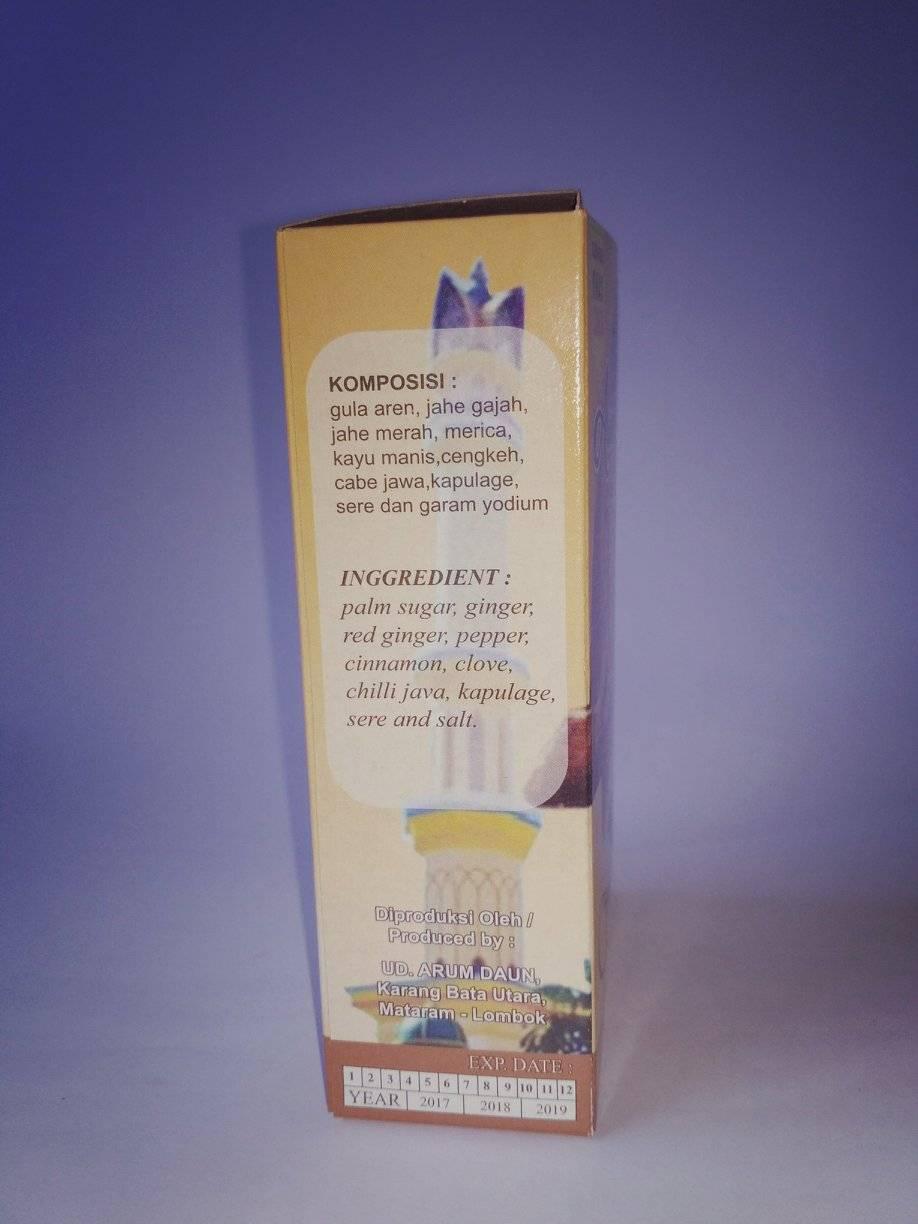 KOMPOSISI :
gula aren, jahe gajah,
jahe merah, merica,
kayu manis,cengkeh,
cabe jawa,kapulage,
sere dan garam yodium
INGGREDIENT :
palm sugar, ginger,
red ginger, pepper,
cinnamon, clove,
chilli java, kapulage,
sere and salt.
Diproduksi Oleh /
Produced by :
UD. ARUM DAUN,
Karang Bata Utara,
Mataram - Lombok
EXP. DATE :
1 2 3 4 5 6 7 8 9 10 11 12
YEAR 2017 2018 2019